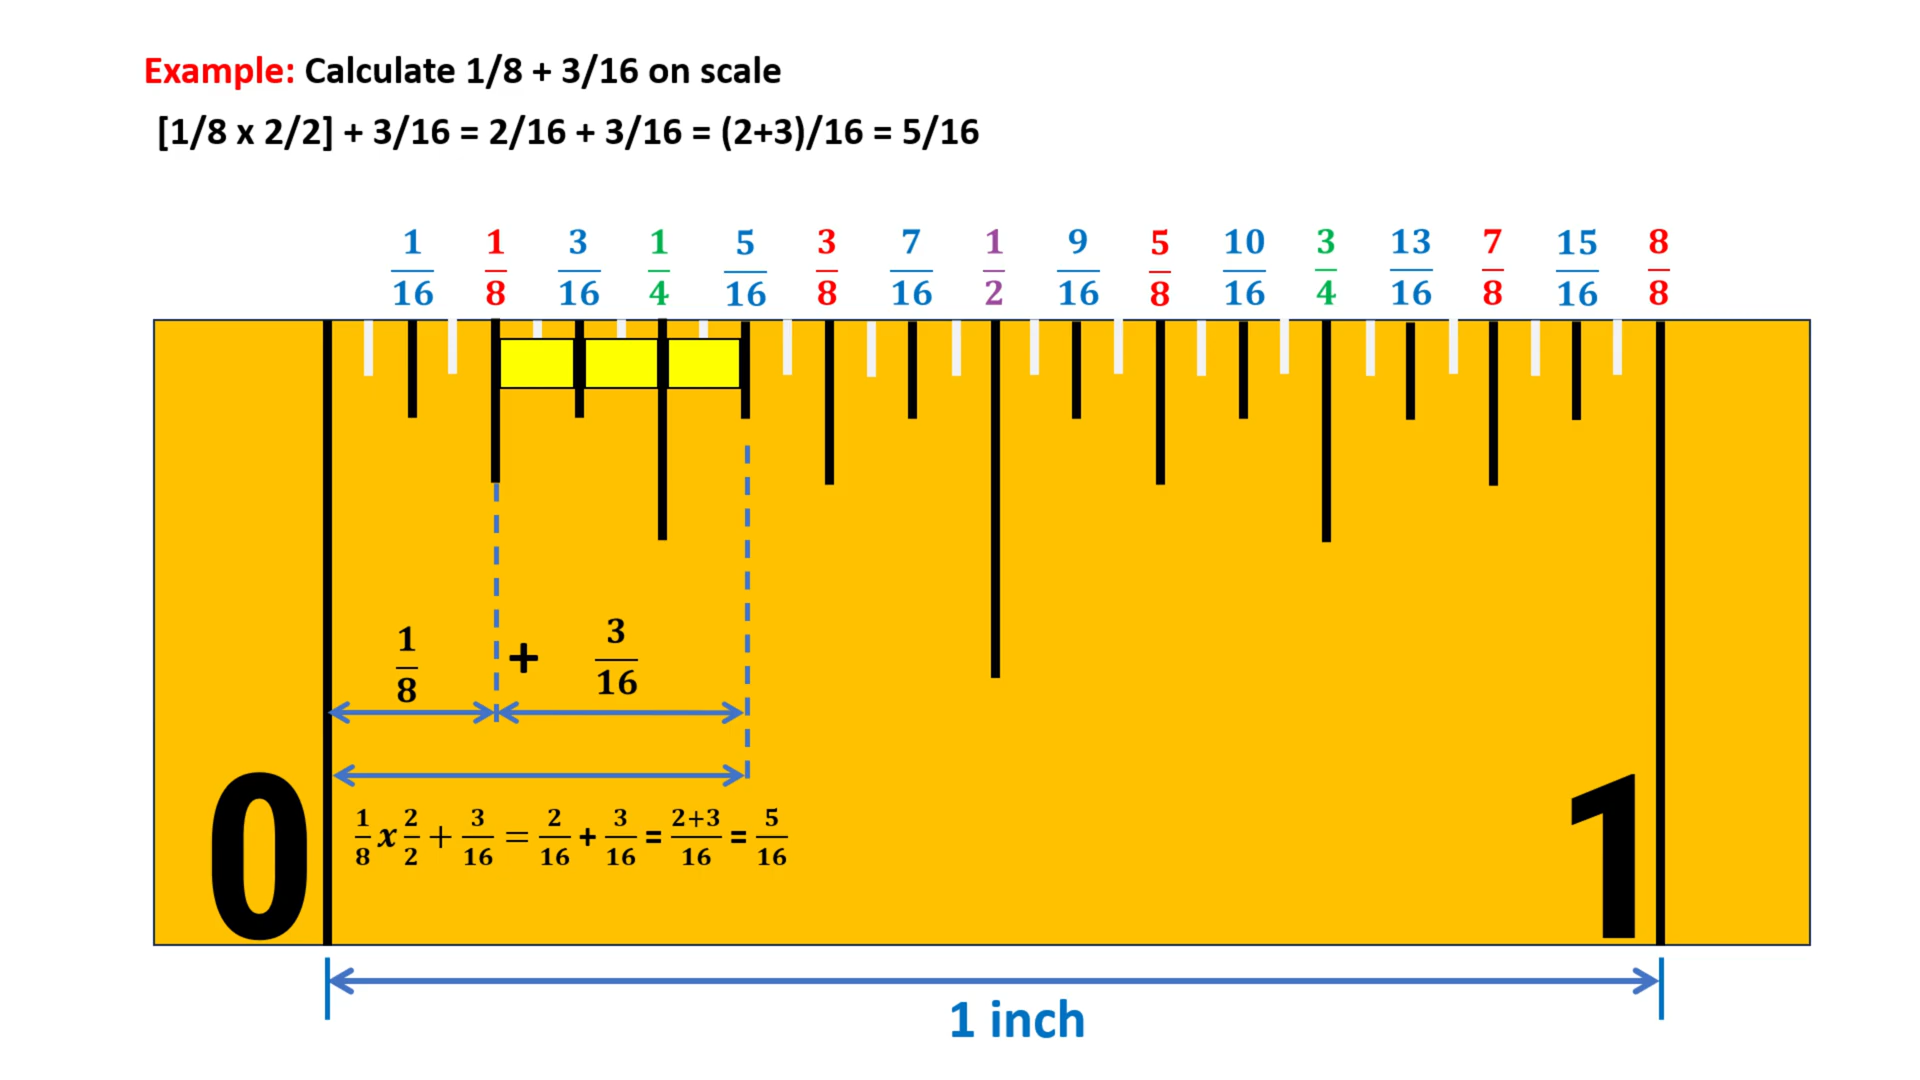 Example: Calculate 1/8 + 3/16 on scale
[1/8 x 2/2] + 3/16 = 2/16 + 3/16 = (2+3)/16 = 5/16
1/16 1/8 3/16 1/4 5/16 3/8 7/16 1/2 9/16 5/8 10/16 3/4 13/16 7/8 15/16 8/8
1/8 + 3/16
0 1
1/8 x 2/2 + 3/16 = 2/16 + 3/16 = 2+3/16 = 5/16
1 inch